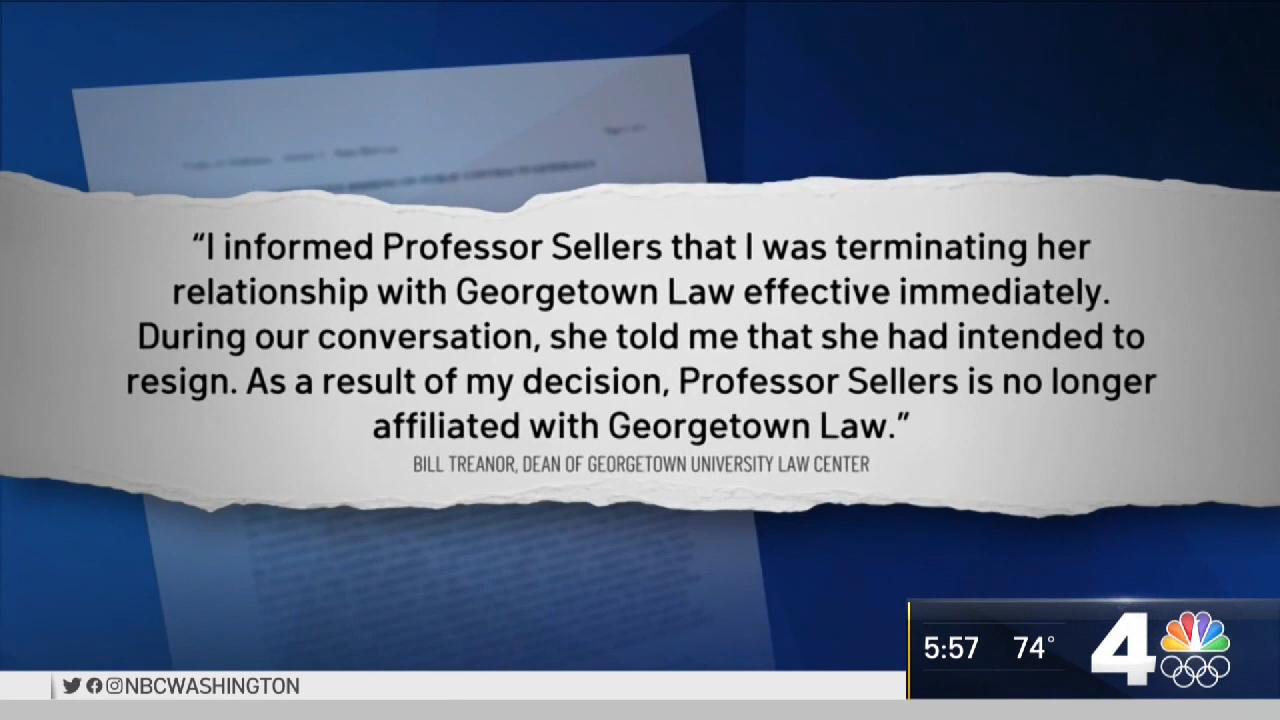 “I informed Professor Sellers that I was terminating her
relationship with Georgetown Law effective immediately.
During our conversation, she told me that she had intended to
resign. As a result of my decision, Professor Sellers is no longer
affiliated with Georgetown Law.”
BILL TREANOR, DEAN OF GEORGETOWN UNIVERSITY LAW CENTER
5:57 74° 4
NBCWASHINGTON